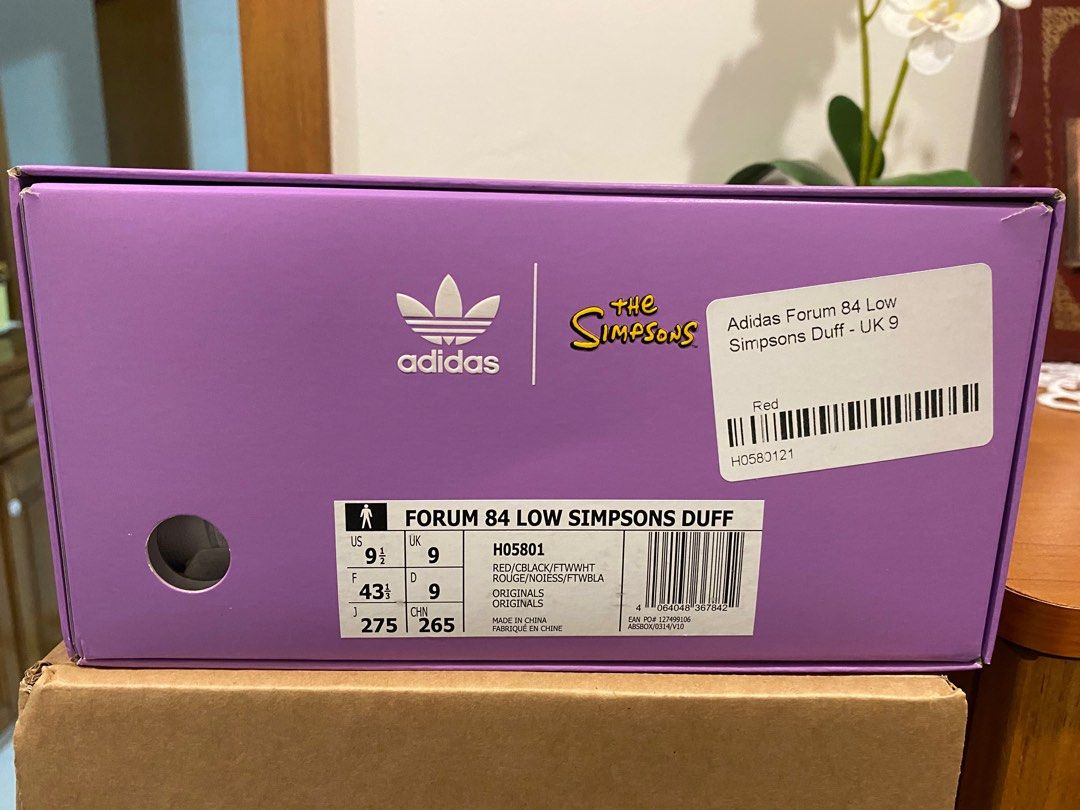 adidas
THE
SIMPSONS
Adidas Forum 84 Low
Simpsons Duff - UK 9
Red
H0580121
FORUM 84 LOW SIMPSONS DUFF
US 9½
UK 9
F 43⅓
D 9
J 275
CHN 265
H05801
RED/CBLACK/FTWWHT
ROUGE/NOIESS/FTWBLA
ORIGINALS
ORIGINALS
MADE IN CHINA
FABRIQUÉ EN CHINE
4 064048 367842
EAN PO# 127499106
ABSBOX/0314/V10